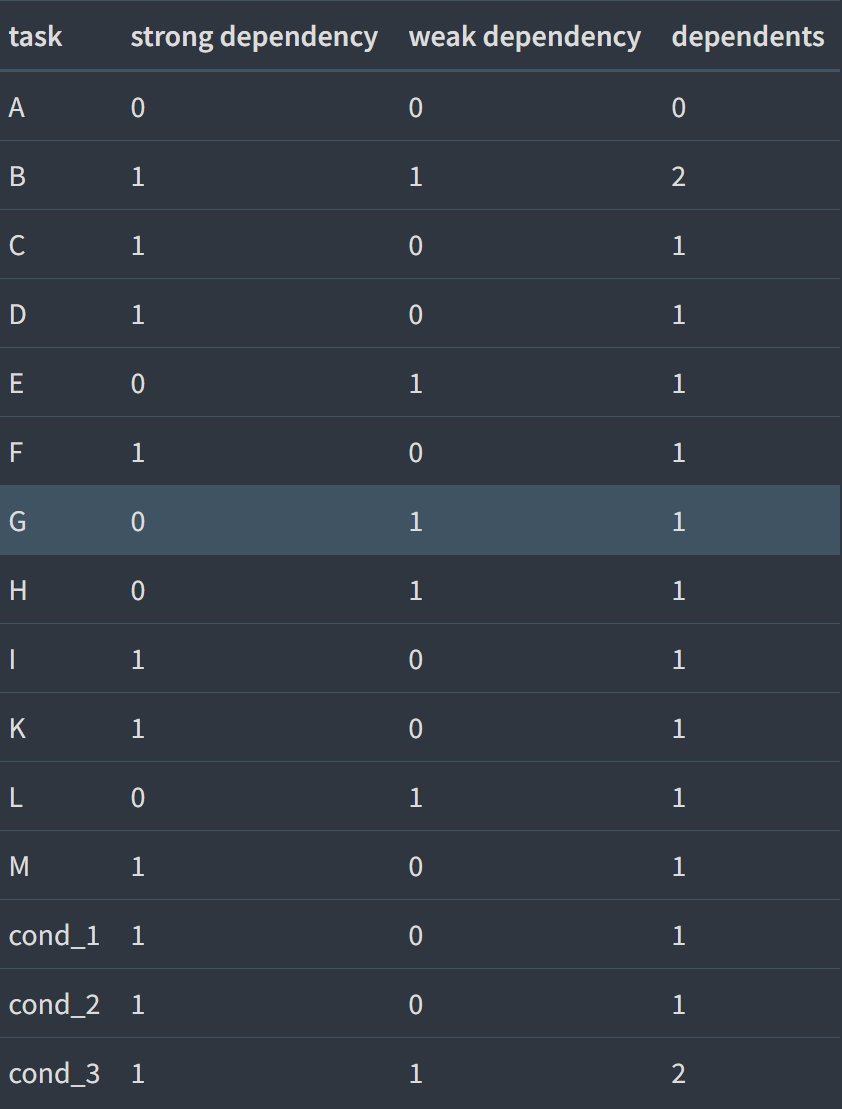 task strong dependency weak dependency dependents
A 0 0 0
B 1 1 2
C 1 0 1
D 1 0 1
E 0 1 1
F 1 0 1
G 0 1 1
H 0 1 1
I 1 0 1
K 1 0 1
L 0 1 1
M 1 0 1
cond_1 1 0 1
cond_2 1 0 1
cond_3 1 1 2